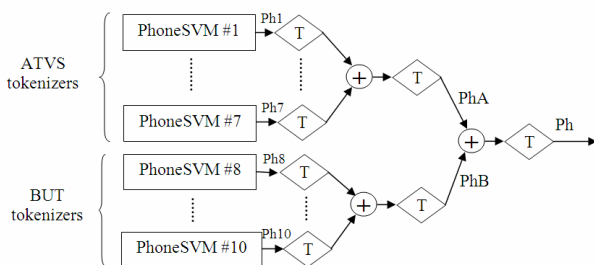 ATVS
tokenizers
PhoneSVM #1
Ph1
T
PhoneSVM #7
Ph7
T
+
T
PhA
BUT
tokenizers
PhoneSVM #8
Ph8
T
PhoneSVM #10
Ph10
T
+
T
PhB
+
T
Ph